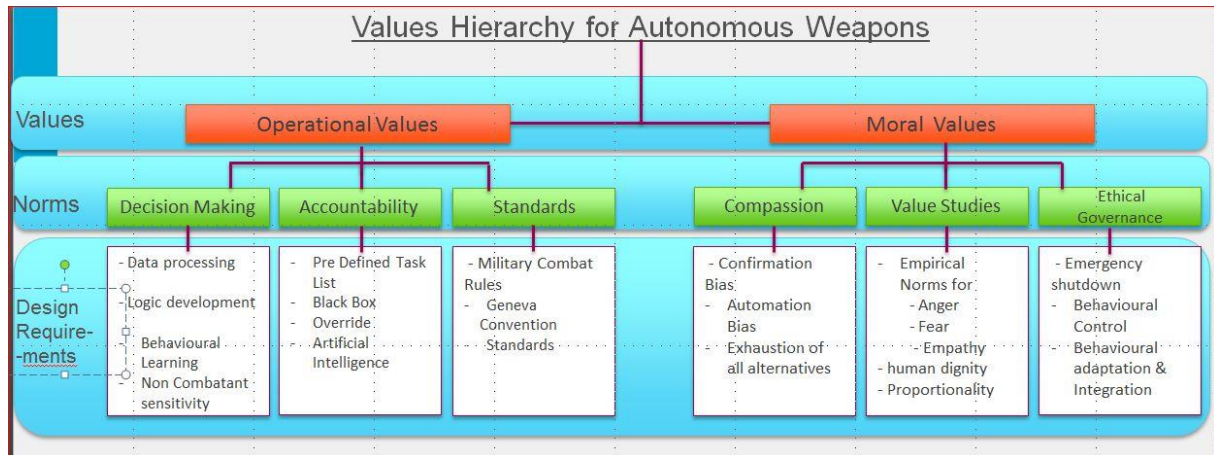 Values Hierarchy for Autonomous Weapons
Values
Operational Values
Moral Values
Norms
Decision Making
Accountability
Standards
Compassion
Value Studies
Ethical
Governance
Design
Require-
-ments
- Data processing
- Logic development
- Behavioural
Learning
- Non Combatant
sensitivity
- Pre Defined Task
List
- Black Box
- Override
- Artificial
Intelligence
- Military Combat
Rules
- Geneva
Convention
- Standards
- Confirmation
Bias
- Automation
Bias
- Exhaustion of
all alternatives
- Empirical
Norms for
- Anger
- Fear
- Empathy
- human dignity
- Proportionality
- Emergency
shutdown
- Behavioural
Control
- Behavioural
adaptation &
Integration